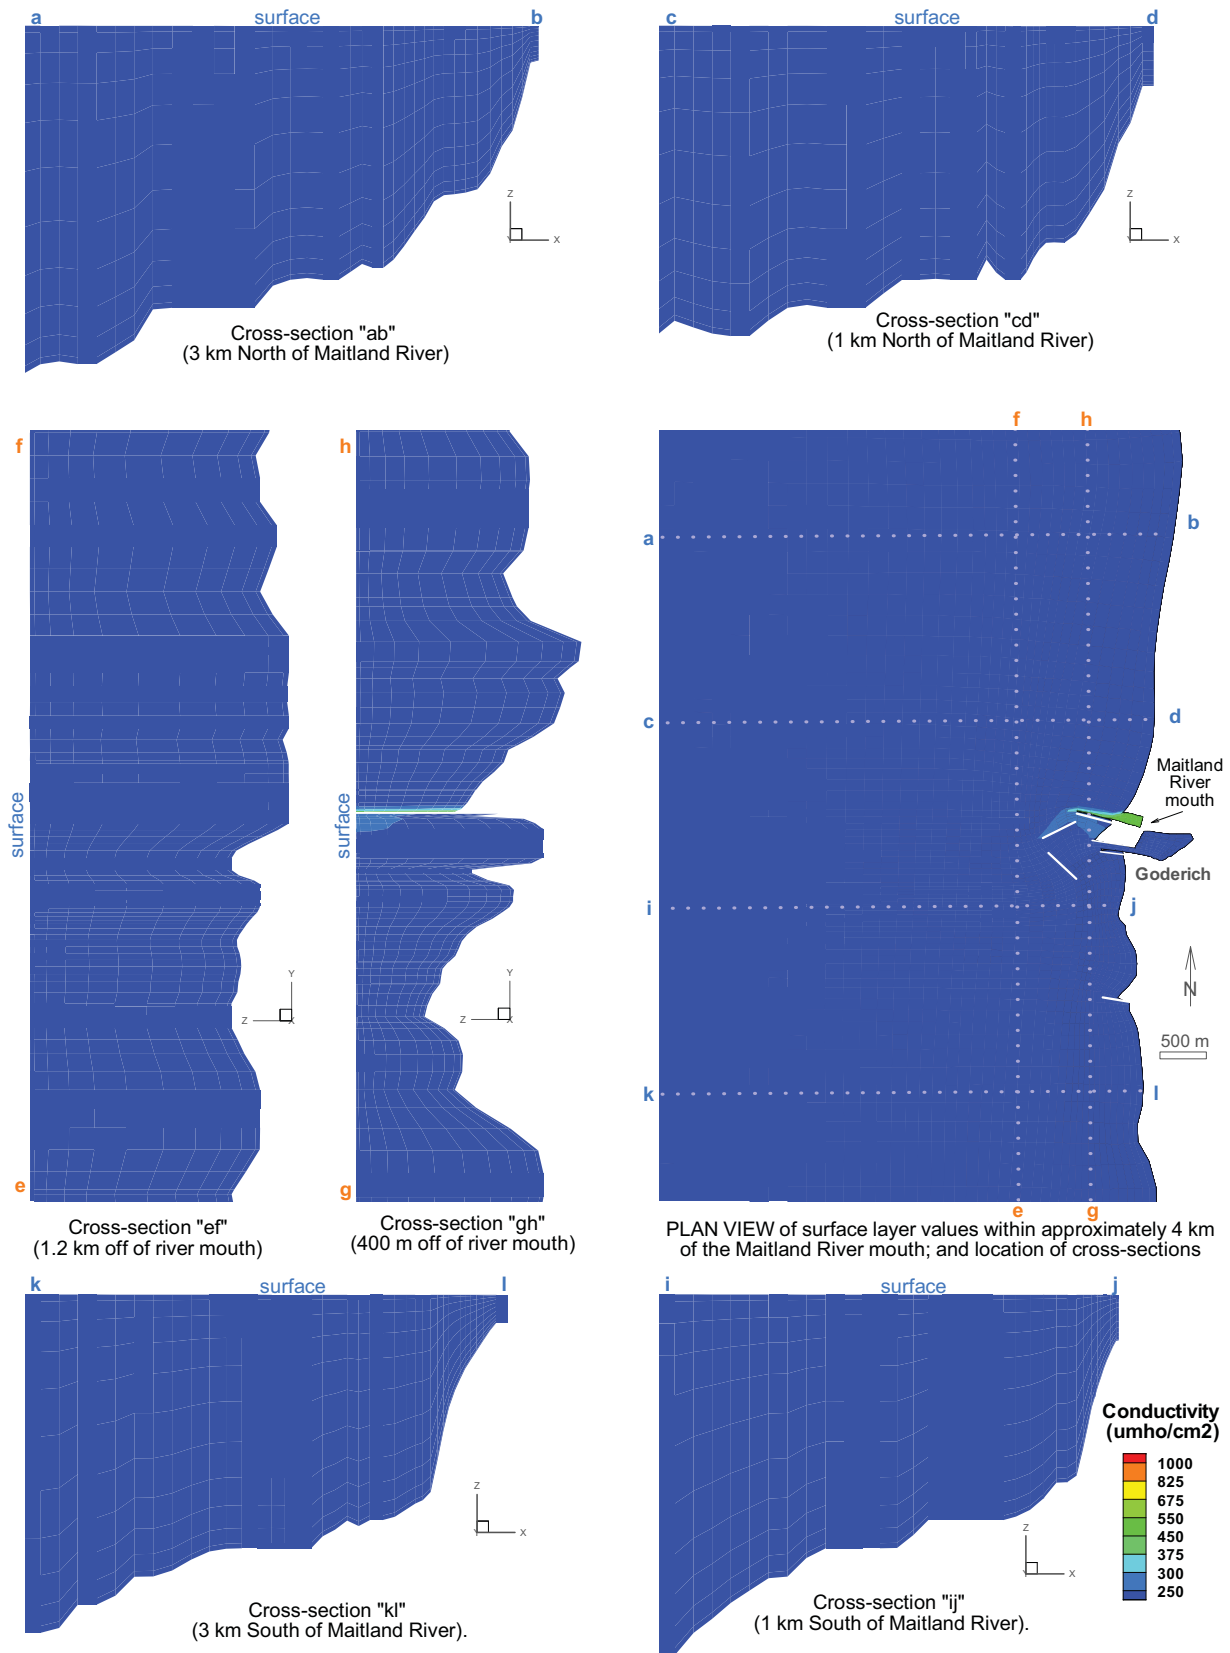 a surface b
c surface d
z
x
Y
z
x
Y
Cross-section "ab"
(3 km North of Maitland River)
Cross-section "cd"
(1 km North of Maitland River)
f
h
f h
a
b
c
d
surface
surface
Maitland
River
mouth
Goderich
i
j
N
500 m
k
l
Y
Z
X
Y
Z
X
e
g
e g
Cross-section "ef"
(1.2 km off of river mouth)
Cross-section "gh"
(400 m off of river mouth)
PLAN VIEW of surface layer values within approximately 4 km
of the Maitland River mouth; and location of cross-sections
k surface l
i surface j
Z
X
Y
Z
X
Y
Conductivity
(umho/cm2)
1000
825
675
550
450
375
300
250
Cross-section "kl"
(3 km South of Maitland River).
Cross-section "ij"
(1 km South of Maitland River).